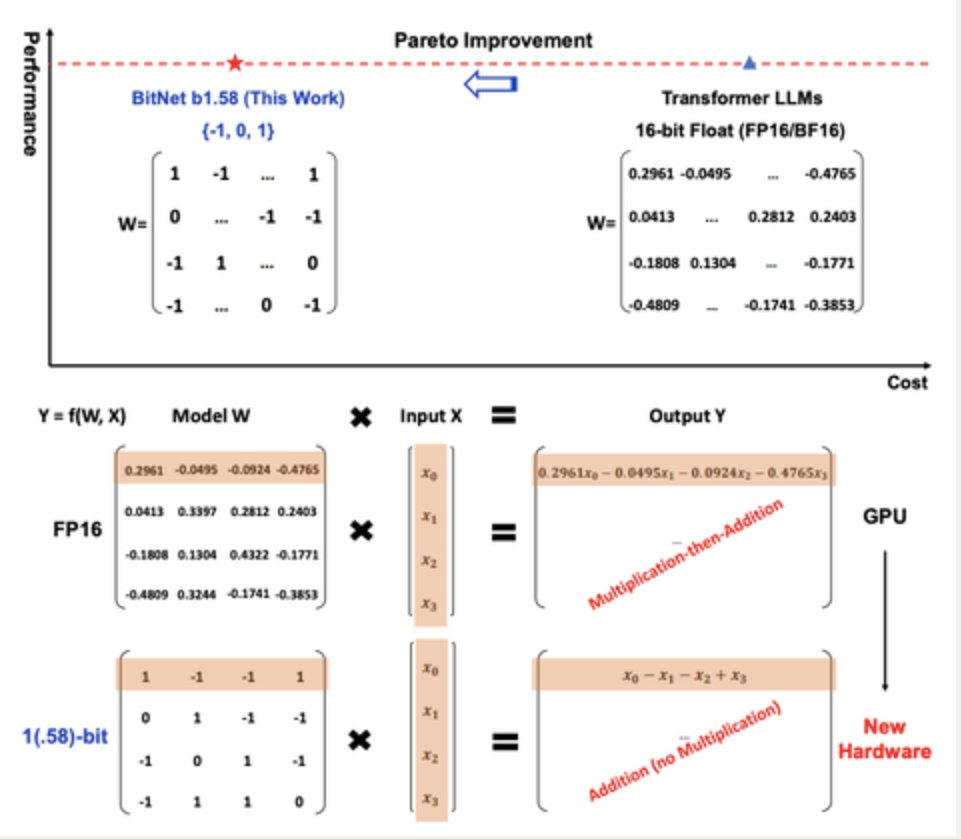 Performance
Pareto Improvement
BitNet b1.58 (This Work)
{-1, 0, 1}
W=
1 -1 ... 1
0 ... -1 -1
-1 1 ... 0
-1 ... 0 -1
Transformer LLMs
16-bit Float (FP16/BF16)
W=
0.2961 -0.0495 ... -0.4765
0.0413 ... 0.2812 0.2403
-0.1808 0.1304 ... -0.1771
-0.4809 ... -0.1741 -0.3853
Cost
Y = f(W, X) Model W ✖ Input X = Output Y
FP16
0.2961 -0.0495 -0.0924 -0.4765
0.0413 0.3397 0.2812 0.2403
-0.1808 0.1304 0.4322 -0.1771
-0.4809 0.3244 -0.1741 -0.3853
✖
x₀
x₁
x₂
x₃
=
0.2961x₀ − 0.0495x₁ − 0.0924x₂ − 0.4765x₃
...
Multiplication-then-Addition
GPU
1(.58)-bit
1 -1 -1 1
0 1 -1 -1
-1 0 1 -1
-1 1 1 0
✖
x₀
x₁
x₂
x₃
=
x₀ − x₁ − x₂ + x₃
...
Addition (no Multiplication)
New
Hardware